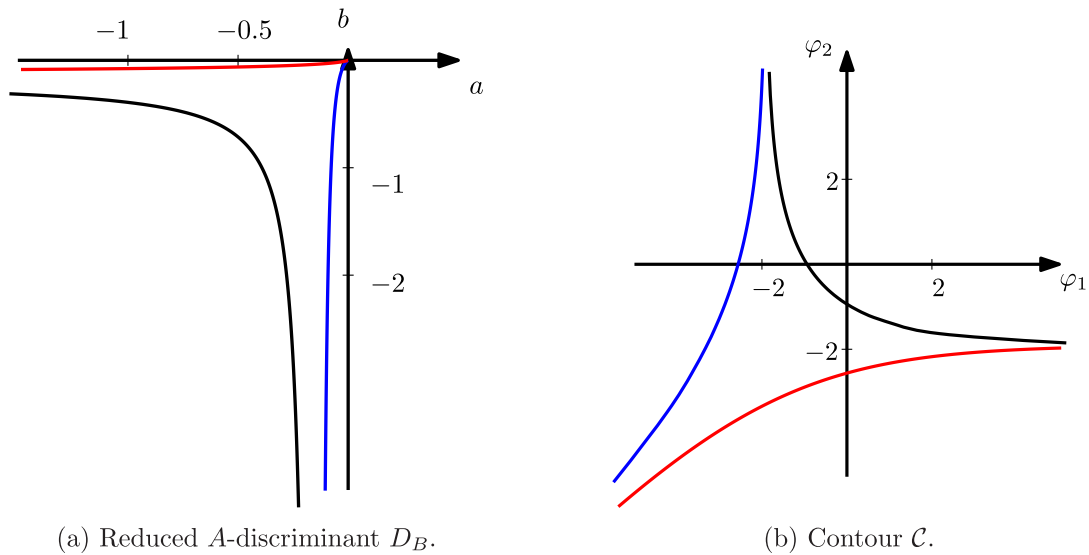 b
−1 −0.5
a
−1
−2
(a) Reduced A-discriminant D_B.
φ₂
2
−2 2
φ₁
−2
(b) Contour 𝒞.